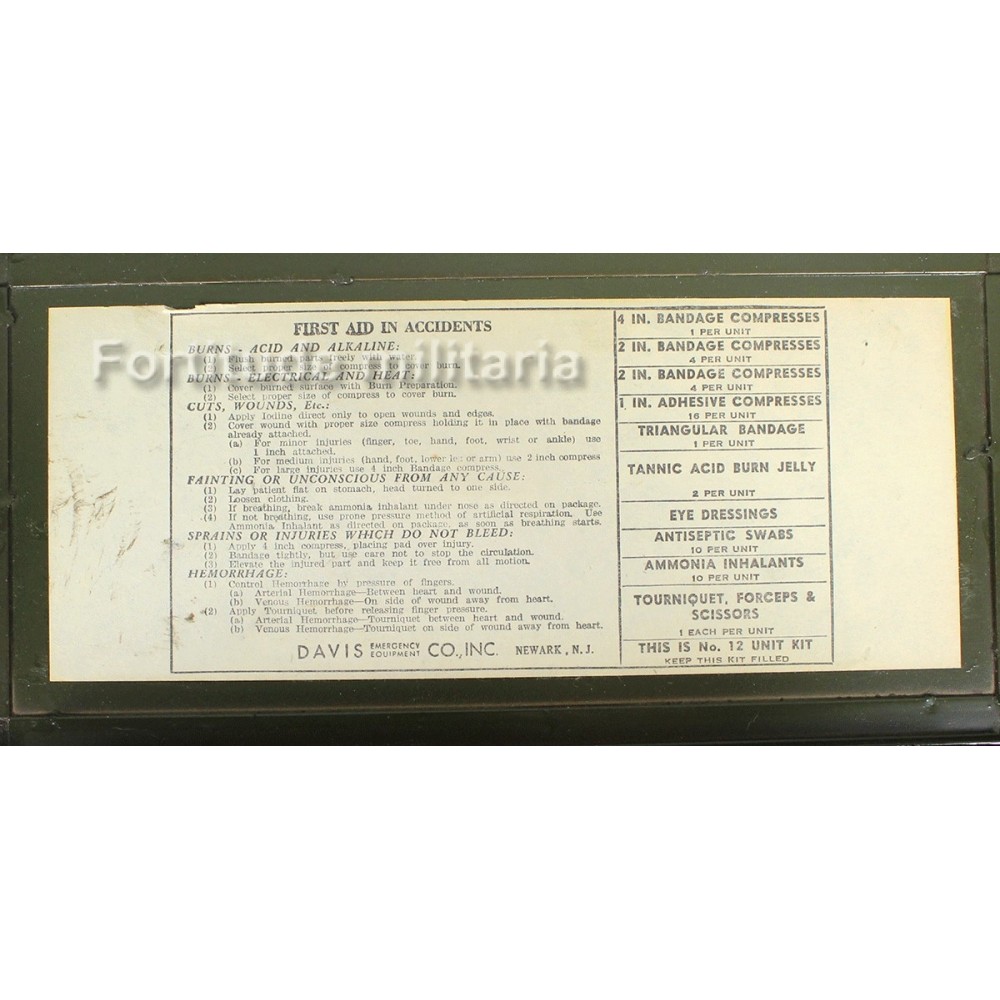 FIRST AID IN ACCIDENTS
BURNS - ACID AND ALKALINE:
(1) Flush burned parts freely with water.
(2) Select proper size of compress to cover burn.
BURNS - ELECTRICAL AND HEAT:
(1) Cover burned surface with Burn Preparation.
(2) Select proper size of compress to cover burn.
CUTS, WOUNDS, Etc.:
(1) Apply Iodine direct only to open wounds and edges.
(2) Cover wound with proper size compress holding it in place with bandage
already attached.
(a) For minor injuries (finger, toe, hand, foot, wrist or ankle) use
1 inch attached.
(b) For medium injuries (hand, foot, lower leg or arm) use 2 inch compress
(c) For large injuries use 4 inch Bandage compress.
FAINTING OR UNCONSCIOUS FROM ANY CAUSE:
(1) Lay patient flat on stomach, head turned to one side.
(2) Loosen clothing.
(3) If breathing, break ammonia inhalant under nose as directed on package.
(4) If not breathing, use prone pressure method of artificial respiration. Use
Ammonia Inhalant as directed on package, as soon as breathing starts.
SPRAINS OR INJURIES WHICH DO NOT BLEED:
(1) Apply 4 inch compress, placing pad over injury.
(2) Bandage tightly, but use care not to stop the circulation.
(3) Elevate the injured part and keep it free from all motion.
HEMORRHAGE:
(1) Control Hemorrhage by pressure of fingers.
(a) Arterial Hemorrhage—Between heart and wound.
(b) Venous Hemorrhage—On side of wound away from heart.
(2) Apply Tourniquet before releasing finger pressure.
(a) Arterial Hemorrhage—Tourniquet between heart and wound.
(b) Venous Hemorrhage—Tourniquet on side of wound away from heart.
DAVIS EMERGENCY EQUIPMENT CO., INC. NEWARK, N. J.
4 IN. BANDAGE COMPRESSES
1 PER UNIT
2 IN. BANDAGE COMPRESSES
4 PER UNIT
2 IN. BANDAGE COMPRESSES
4 PER UNIT
1 IN. ADHESIVE COMPRESSES
16 PER UNIT
TRIANGULAR BANDAGE
1 PER UNIT
TANNIC ACID BURN JELLY
2 PER UNIT
EYE DRESSINGS
ANTISEPTIC SWABS
10 PER UNIT
AMMONIA INHALANTS
10 PER UNIT
TOURNIQUET, FORCEPS &
SCISSORS
1 EACH PER UNIT
THIS IS No. 12 UNIT KIT
KEEP THIS KIT FILLED